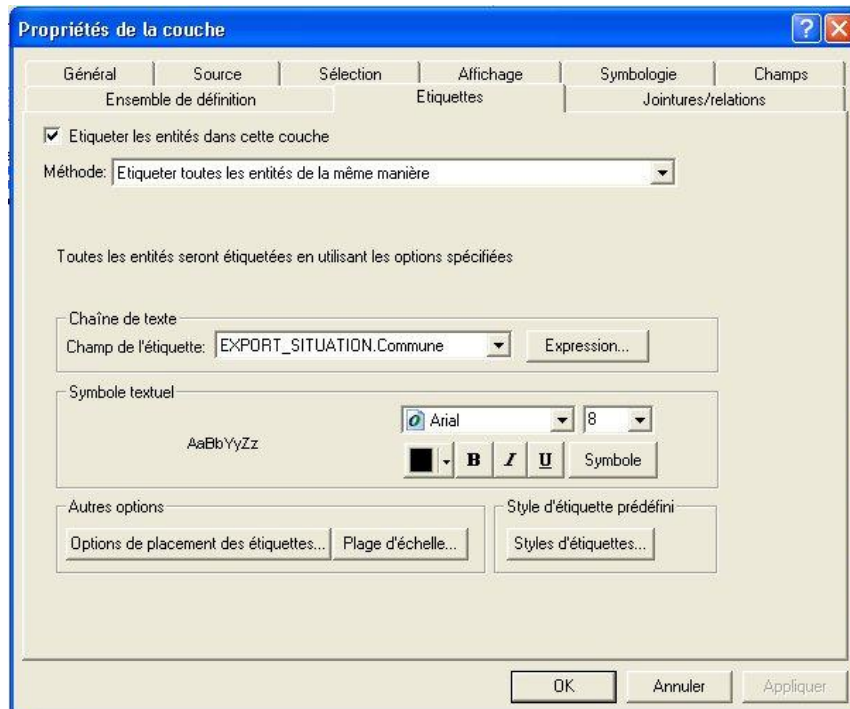 Propriétés de la couche
Général Source Sélection Affichage Symbologie Champs
Ensemble de définition Etiquettes Jointures/relations
Etiqueter les entités dans cette couche
Méthode: Etiqueter toutes les entités de la même manière
Toutes les entités seront étiquetées en utilisant les options spécifiées
Chaîne de texte
Champ de l'étiquette: EXPORT_SITUATION.Commune Expression...
Symbole textuel
AaBbYyZz
Arial 8
B I U Symbole
Autres options
Options de placement des étiquettes... Plage d'échelle...
Style d'étiquette prédéfini
Styles d'étiquettes...
OK Annuler Appliquer